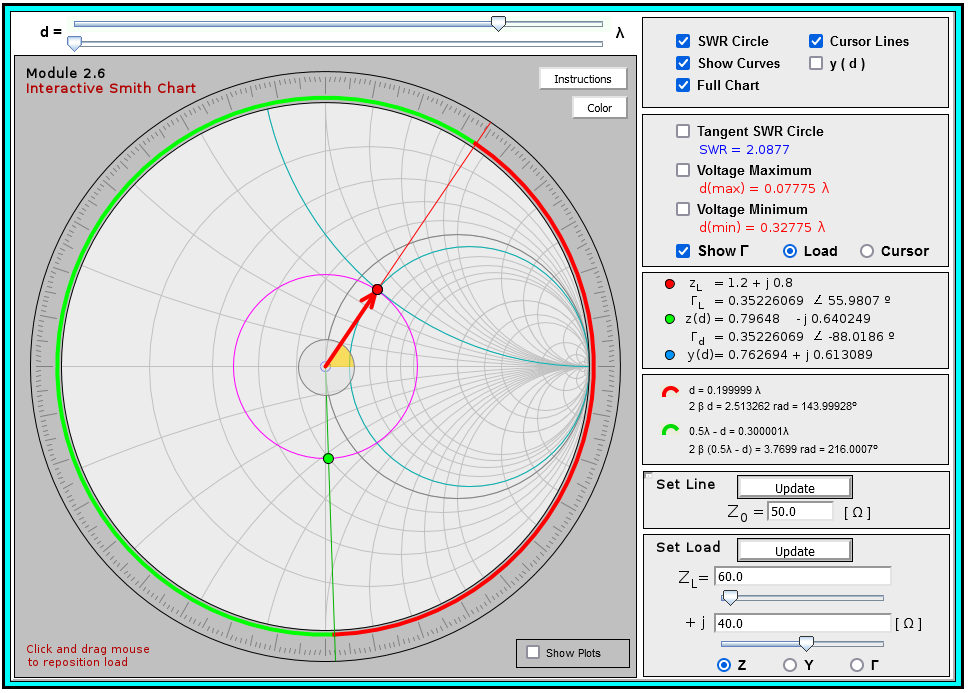 d =
λ
Module 2.6
Interactive Smith Chart
Instructions
Color
Click and drag mouse
to reposition load
Show Plots
SWR Circle
Cursor Lines
Show Curves
y ( d )
Full Chart
Tangent SWR Circle
SWR = 2.0877
Voltage Maximum
d(max) = 0.07775 λ
Voltage Minimum
d(min) = 0.32775 λ
Show Γ
Load
Cursor
z L = 1.2 + j 0.8
Γ L = 0.35226069 ∠ 55.9807 º
z(d) = 0.79648 - j 0.640249
Γ d = 0.35226069 ∠ -88.0186 º
y(d)= 0.762694 + j 0.613089
d = 0.199999 λ
2 β d = 2.513262 rad = 143.99928º
0.5λ - d = 0.300001λ
2 β (0.5λ - d) = 3.7699 rad = 216.0007º
Set Line
Update
Z 0 = 50.0 [ Ω ]
Set Load
Update
Z L = 60.0
+ j 40.0 [ Ω ]
Z
Y
Γ